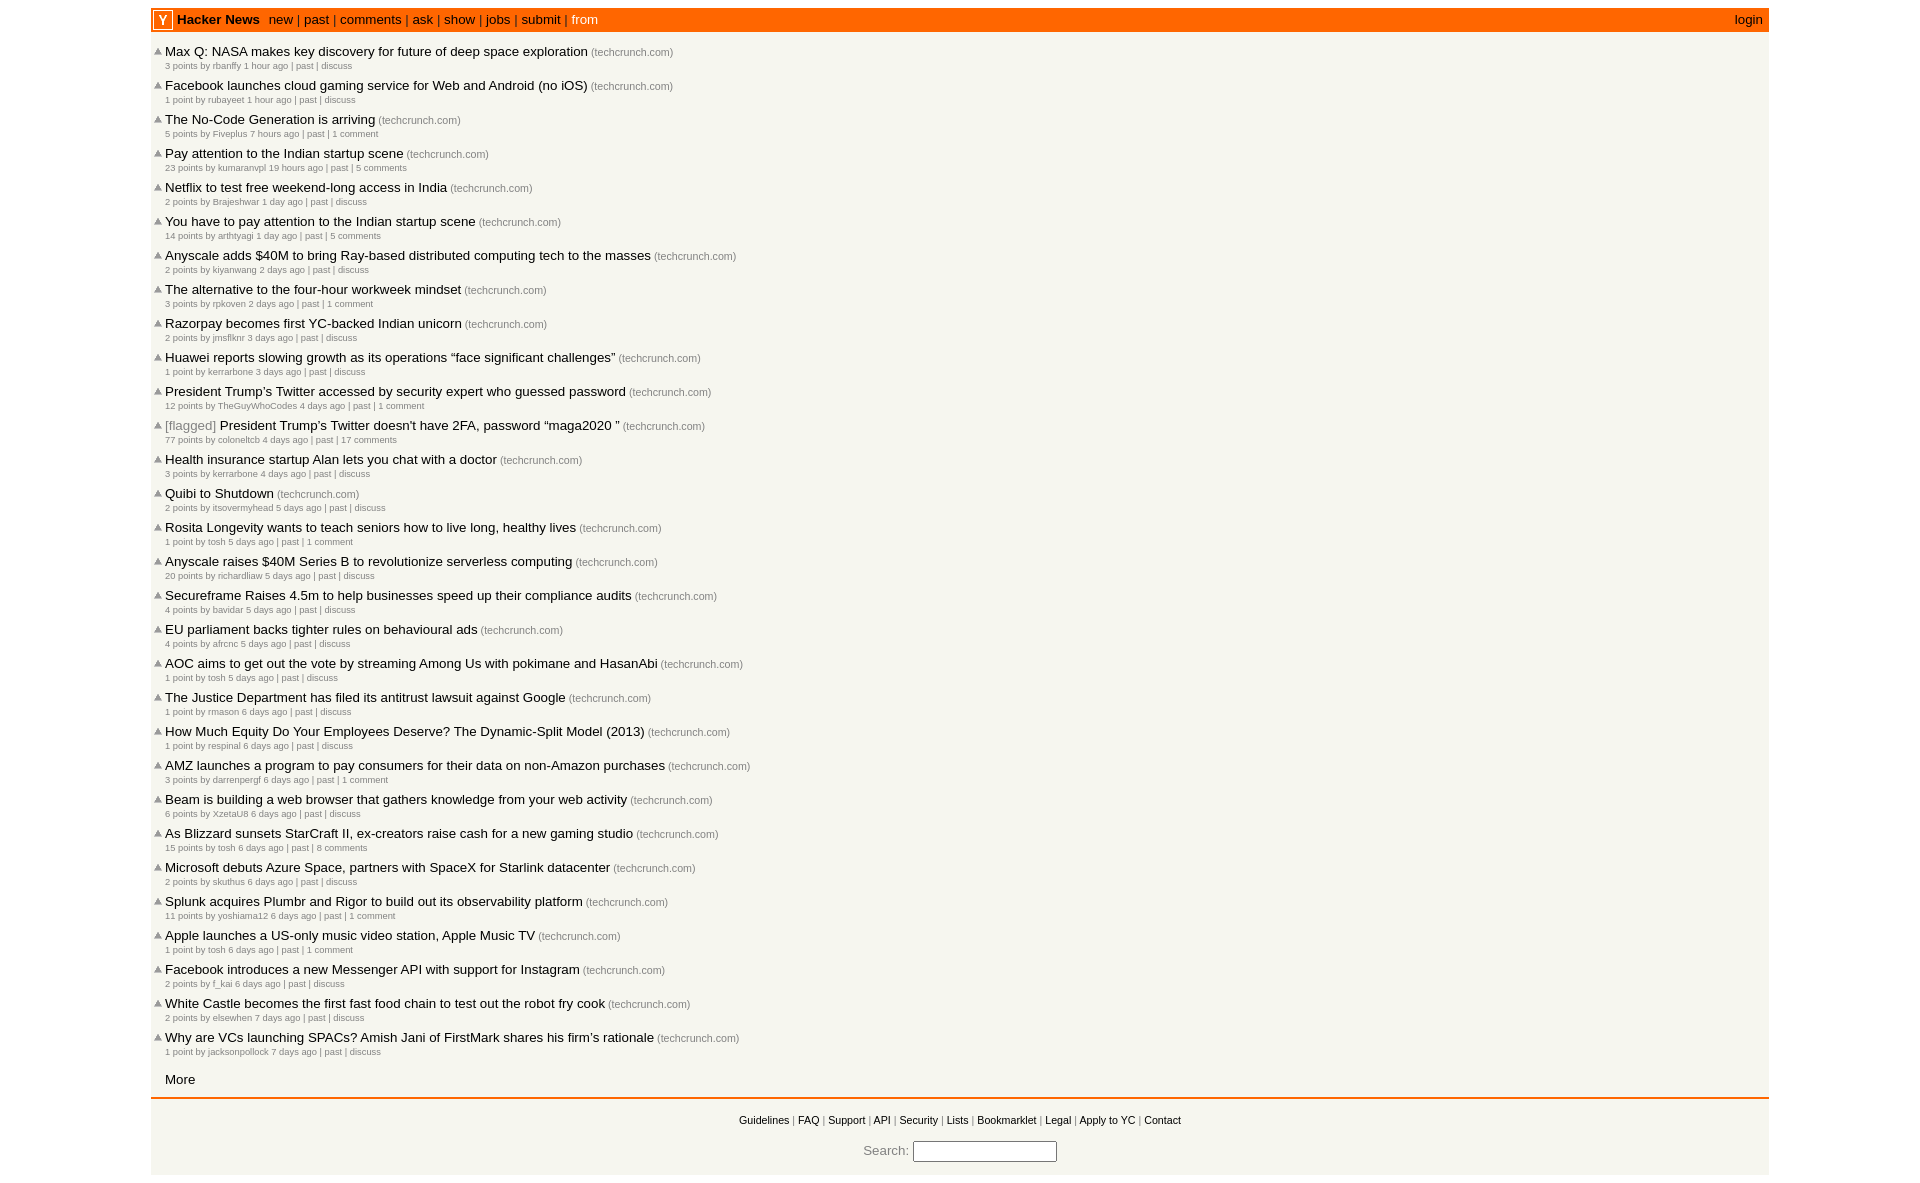 Y Hacker News new | past | comments | ask | show | jobs | submit | from login
Max Q: NASA makes key discovery for future of deep space exploration (techcrunch.com)
3 points by rbanffy 1 hour ago | past | discuss
Facebook launches cloud gaming service for Web and Android (no iOS) (techcrunch.com)
1 point by rubayeet 1 hour ago | past | discuss
The No-Code Generation is arriving (techcrunch.com)
5 points by Fiveplus 7 hours ago | past | 1 comment
Pay attention to the Indian startup scene (techcrunch.com)
23 points by kumaranvpl 19 hours ago | past | 5 comments
Netflix to test free weekend-long access in India (techcrunch.com)
2 points by Brajeshwar 1 day ago | past | discuss
You have to pay attention to the Indian startup scene (techcrunch.com)
14 points by arthtyagi 1 day ago | past | 5 comments
Anyscale adds $40M to bring Ray-based distributed computing tech to the masses (techcrunch.com)
2 points by kiyanwang 2 days ago | past | discuss
The alternative to the four-hour workweek mindset (techcrunch.com)
3 points by rpkoven 2 days ago | past | 1 comment
Razorpay becomes first YC-backed Indian unicorn (techcrunch.com)
2 points by jmsflknr 3 days ago | past | discuss
Huawei reports slowing growth as its operations “face significant challenges” (techcrunch.com)
1 point by kerrarbone 3 days ago | past | discuss
President Trump’s Twitter accessed by security expert who guessed password (techcrunch.com)
12 points by TheGuyWhoCodes 4 days ago | past | 1 comment
[flagged] President Trump’s Twitter doesn't have 2FA, password “maga2020 ” (techcrunch.com)
77 points by coloneltcb 4 days ago | past | 17 comments
Health insurance startup Alan lets you chat with a doctor (techcrunch.com)
3 points by kerrarbone 4 days ago | past | discuss
Quibi to Shutdown (techcrunch.com)
2 points by itsovermyhead 5 days ago | past | discuss
Rosita Longevity wants to teach seniors how to live long, healthy lives (techcrunch.com)
1 point by tosh 5 days ago | past | 1 comment
Anyscale raises $40M Series B to revolutionize serverless computing (techcrunch.com)
20 points by richardliaw 5 days ago | past | discuss
Secureframe Raises 4.5m to help businesses speed up their compliance audits (techcrunch.com)
4 points by bavidar 5 days ago | past | discuss
EU parliament backs tighter rules on behavioural ads (techcrunch.com)
4 points by afrcnc 5 days ago | past | discuss
AOC aims to get out the vote by streaming Among Us with pokimane and HasanAbi (techcrunch.com)
1 point by tosh 5 days ago | past | discuss
The Justice Department has filed its antitrust lawsuit against Google (techcrunch.com)
1 point by rmason 6 days ago | past | discuss
How Much Equity Do Your Employees Deserve? The Dynamic-Split Model (2013) (techcrunch.com)
1 point by respinal 6 days ago | past | discuss
AMZ launches a program to pay consumers for their data on non-Amazon purchases (techcrunch.com)
3 points by darrenpergf 6 days ago | past | 1 comment
Beam is building a web browser that gathers knowledge from your web activity (techcrunch.com)
6 points by XzetaU8 6 days ago | past | discuss
As Blizzard sunsets StarCraft II, ex-creators raise cash for a new gaming studio (techcrunch.com)
15 points by tosh 6 days ago | past | 8 comments
Microsoft debuts Azure Space, partners with SpaceX for Starlink datacenter (techcrunch.com)
2 points by skuthus 6 days ago | past | discuss
Splunk acquires Plumbr and Rigor to build out its observability platform (techcrunch.com)
11 points by yoshiama12 6 days ago | past | 1 comment
Apple launches a US-only music video station, Apple Music TV (techcrunch.com)
1 point by tosh 6 days ago | past | 1 comment
Facebook introduces a new Messenger API with support for Instagram (techcrunch.com)
2 points by f_kai 6 days ago | past | discuss
White Castle becomes the first fast food chain to test out the robot fry cook (techcrunch.com)
2 points by elsewhen 7 days ago | past | discuss
Why are VCs launching SPACs? Amish Jani of FirstMark shares his firm’s rationale (techcrunch.com)
1 point by jacksonpollock 7 days ago | past | discuss
More
Guidelines | FAQ | Support | API | Security | Lists | Bookmarklet | Legal | Apply to YC | Contact
Search: